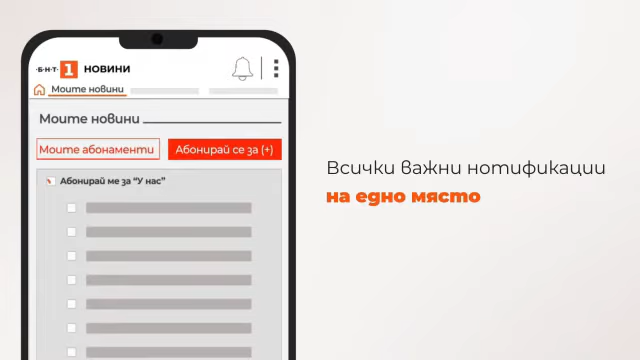 ·Б·Н·Т· 1 НОВИНИ
Моите новини
Моите новини
Моите абонаменти
Абонирай се за (+)
Абонирай ме за “У нас”
Всички важни нотификации
на едно място